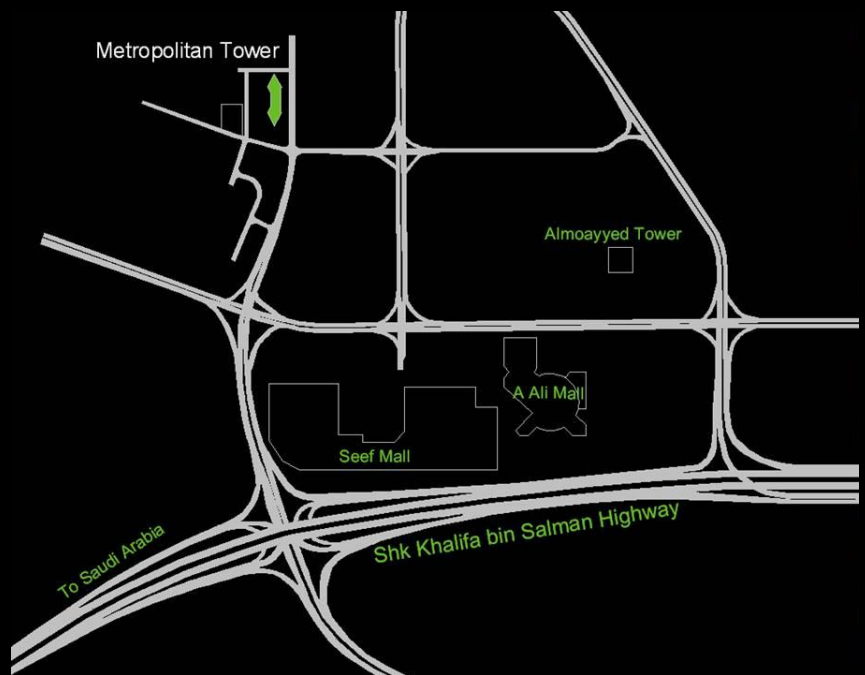 Metropolitan Tower
Almoayyed Tower
A Ali Mall
Seef Mall
Shk Khalifa bin Salman Highway
To Saudi Arabia